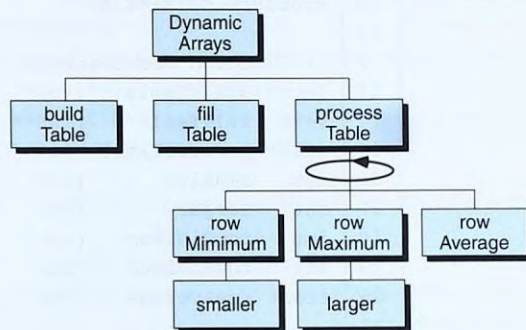 Dynamic
Arrays
build
Table
fill
Table
process
Table
row
Mimimum
row
Maximum
row
Average
smaller
larger